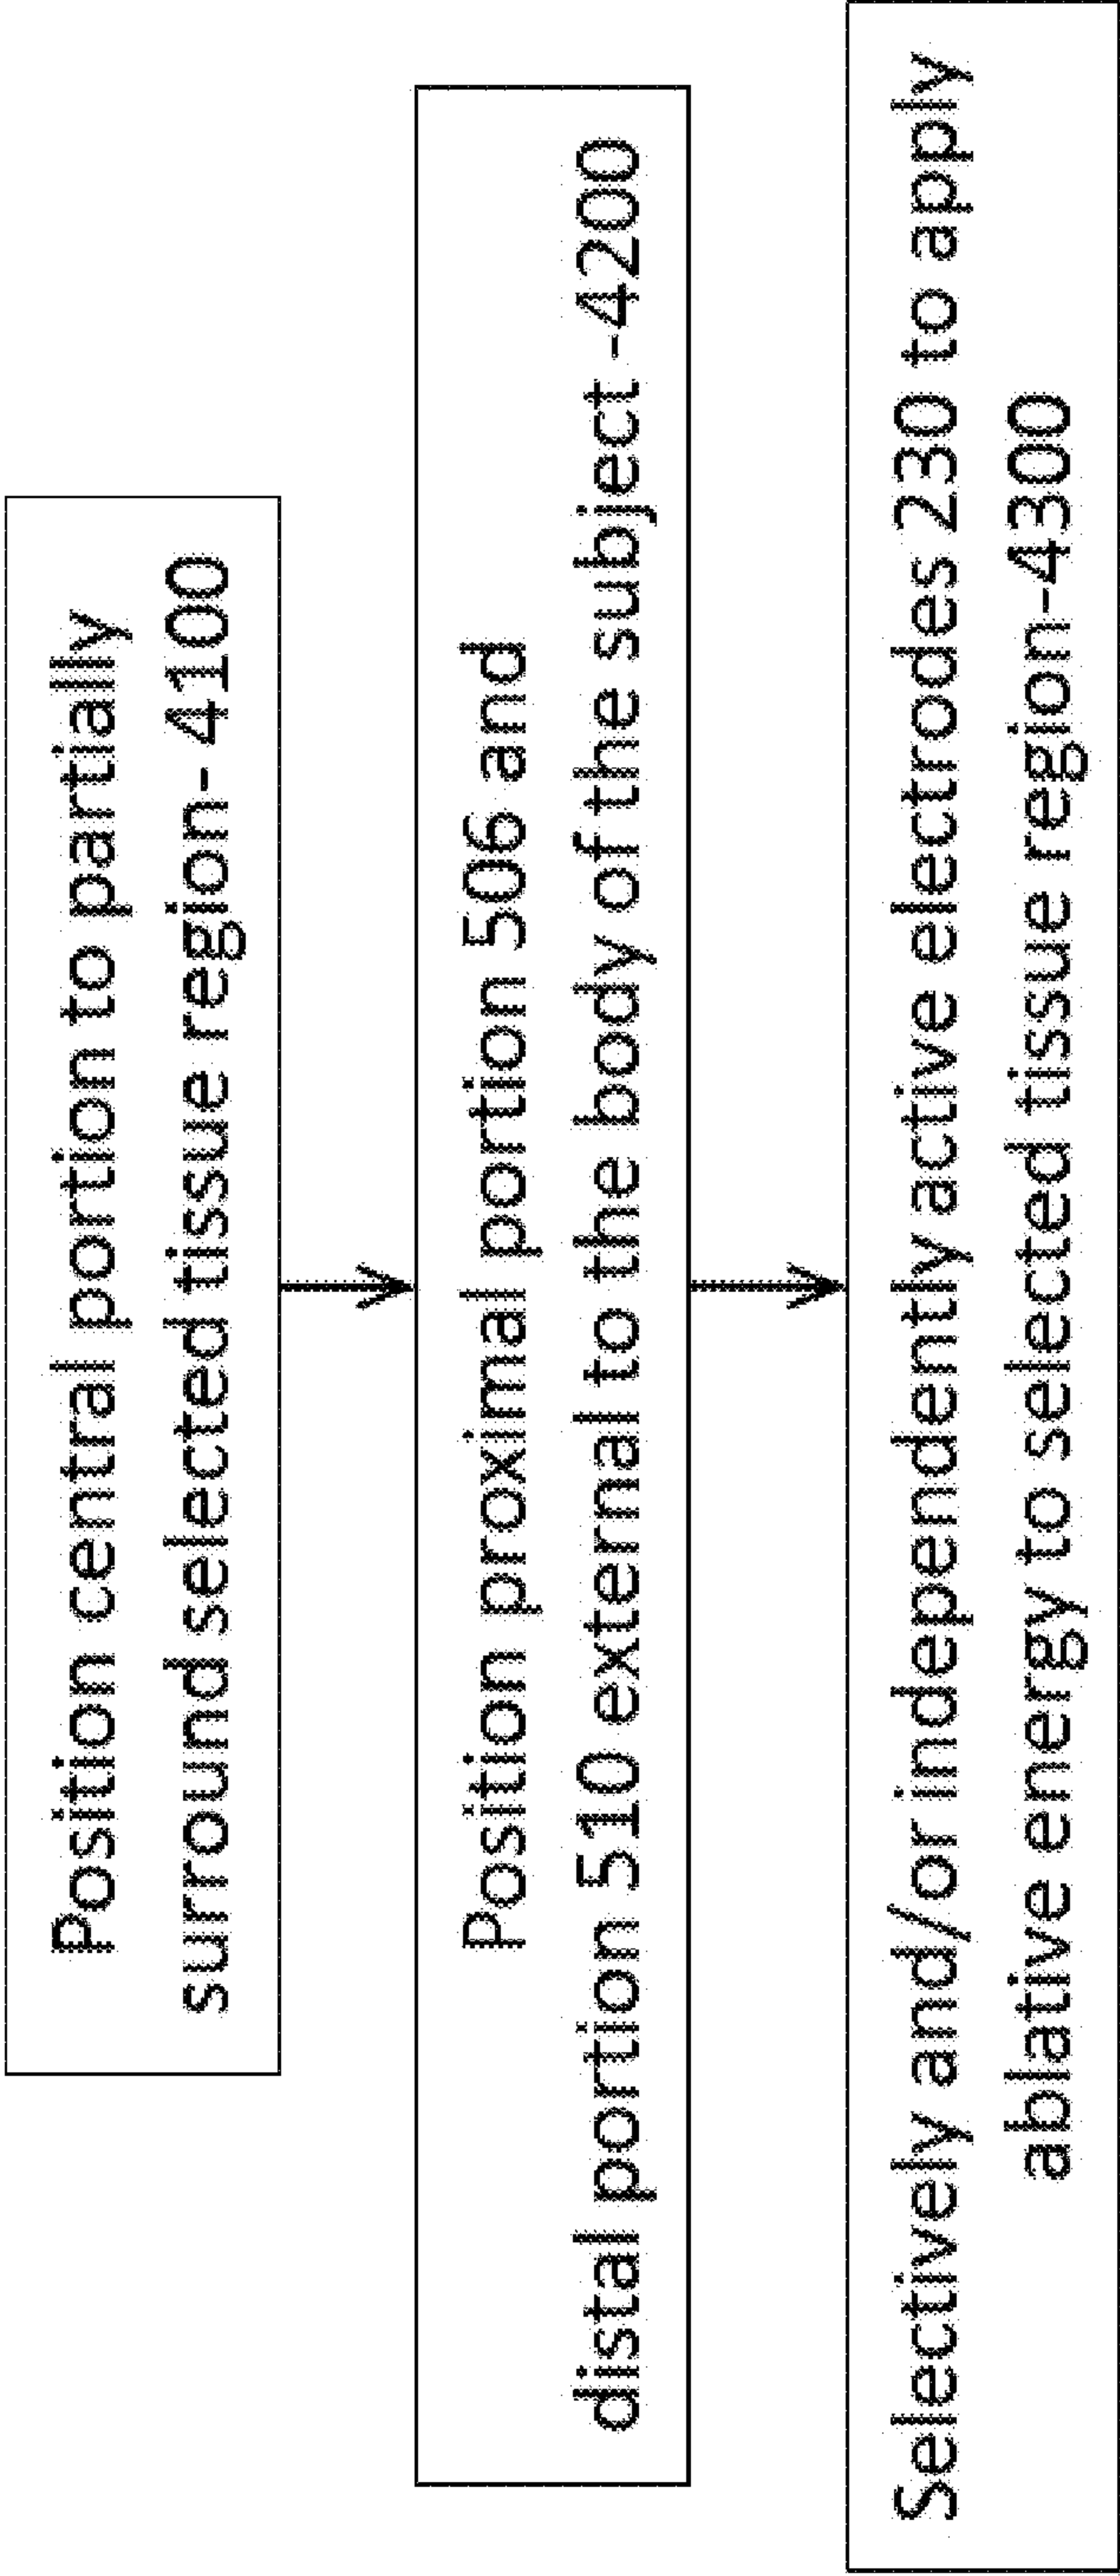 Position central portion to partially
surround selected tissue region- 4100
Position proximal portion 506 and
distal portion 510 external to the body of the subject -4200
Selectively and/or independently active electrodes 230 to apply
ablative energy to selected tissue region-4300